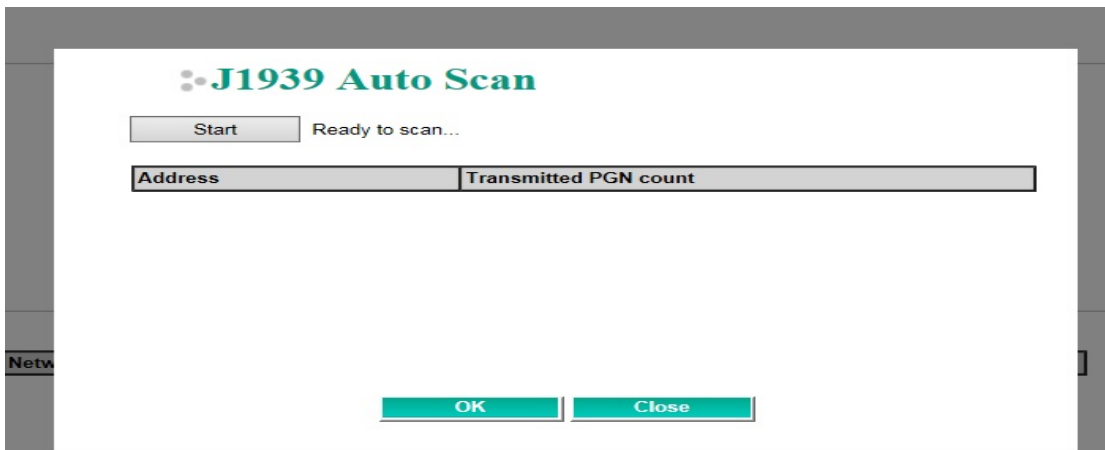 J1939 Auto Scan
Start Ready to scan...
Address Transmitted PGN count
Netw
OK Close